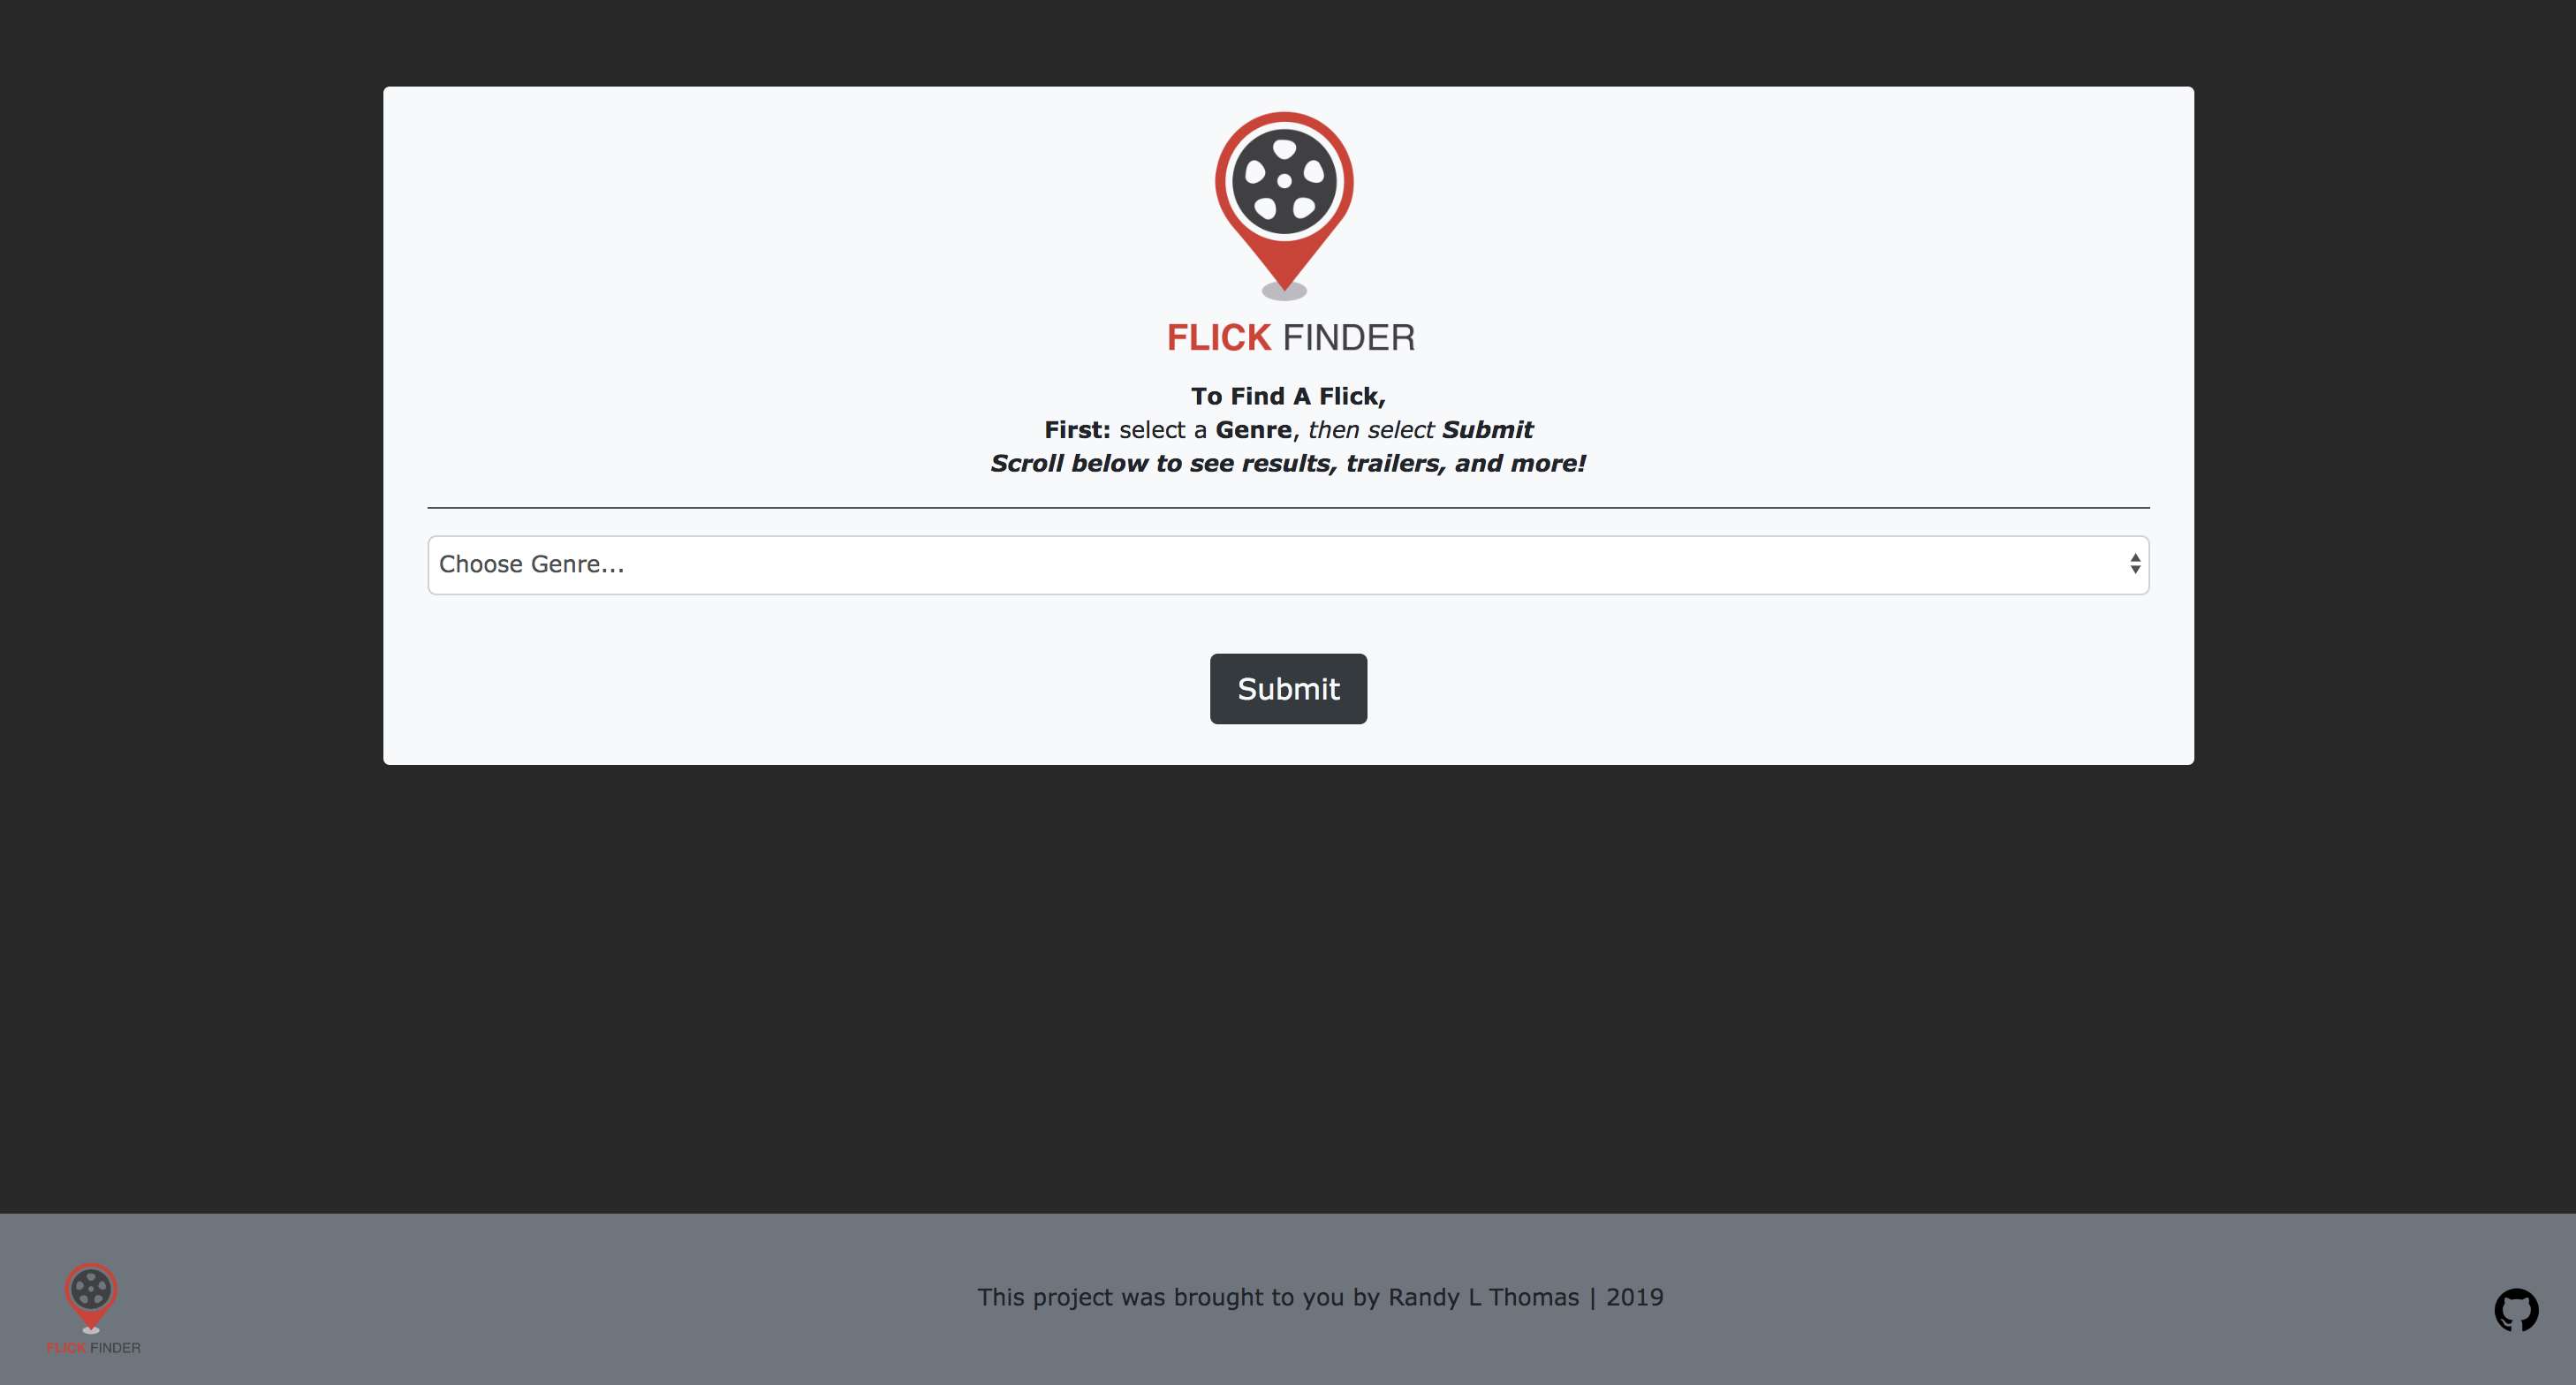 FLICK FINDER
To Find A Flick,
First: select a Genre, then select Submit
Scroll below to see results, trailers, and more!
Choose Genre...
Submit
This project was brought to you by Randy L Thomas | 2019
FLICK FINDER